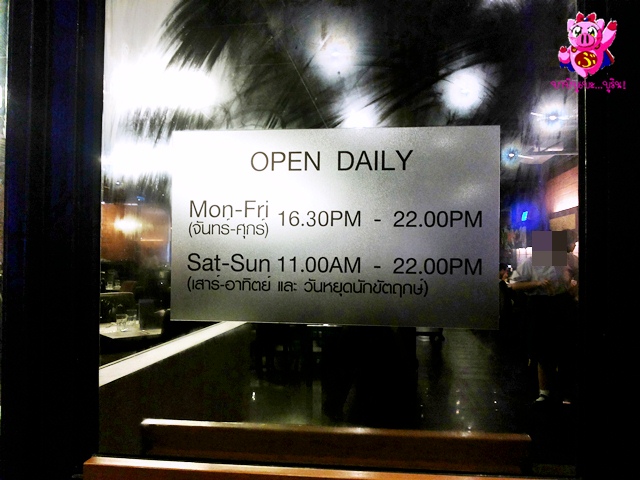 OPEN DAILY
Mon-Fri 16.30PM - 22.00PM
(จันทร์-ศุกร์)
Sat-Sun 11.00AM - 22.00PM
(เสาร์-อาทิตย์ และ วันหยุดนักขัตฤกษ์)